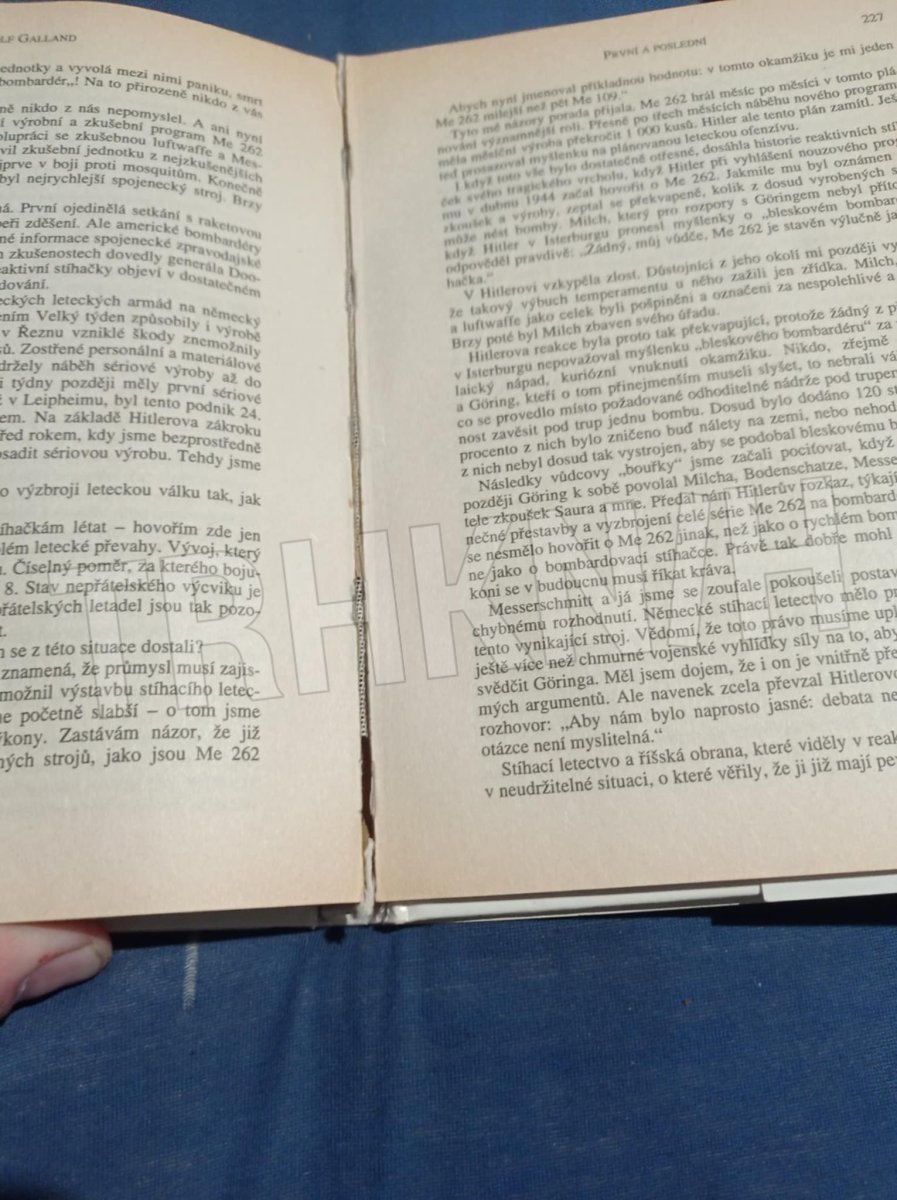 LF GALLAND
ednotky a vyvolá mezi nimi paniku, smrt
bombardér„! Na to přirozeně nikdo z vás
ně nikdo z nás nepomyslel. A ani nyní
í výrobní a zkušební program Me 262
olupráci se zkušebnou luftwaffe a Mes-
vil zkušební jednotku z nejzkušenějších
jprve v boji proti mosquitům. Konečně
byl nejrychlejší spojenecký stroj. Brzy
ná. První ojedinělá setkání s raketovou
peři zděšení. Ale americké bombardéry
né informace spojenecké zpravodajské
h zkušenostech dovedly generála Doo-
eaktivní stíhačky objeví v dostatečném
dování.
eckých leteckých armád na německý
ením Velký týden způsobily i výrobě
v Řeznu vzniklé škody znemožnily
sů. Zostřené personální a materiálové
držely náběh sériové výroby až do
i týdny později měly první sériové
ž v Leipheimu, byl tento podnik 24.
em. Na základě Hitlerova zákroku
řed rokem, kdy jsme bezprostředně
osadit sériovou výrobu. Tehdy jsme
o výzbroji leteckou válku tak, jak
íhačkám létat – hovořím zde jen
lém letecké převahy. Vývoj, který
u. Číselný poměr, za kterého boju-
8. Stav nepřátelského výcviku je
přátelských letadel jsou tak pozo-
t.
n se z této situace dostali?
znamená, že průmysl musí zajis-
možnil výstavbu stíhacího letec-
ne početně slabší – o tom jsme
ýkony. Zastávám názor, že již
ných strojů, jako jsou Me 262
PRVNÍ A POSLEDNÍ
227
Abych nyní jmenoval příkladnou hodnotu: v tomto okamžiku je mi jeden
Me 262 milejší než pět Me 109.“
Tyto mé názory porada přijala. Me 262 hrál měsíc po měsíci v tomto plá
nování významnější roli. Přesně po třech měsících náběhu nového program
měla měsíční výroba překročit 1 000 kusů. Hitler ale tento plán zamítl. Ješ
teď prosazoval myšlenku na plánovanou leteckou ofenzívu.
I když toto vše bylo dostatečně otřesné, dosáhla historie reaktivních stíh
ček svého tragického vrcholu, když Hitler při vyhlášení nouzového pro
mu v dubnu 1944 začal hovořit o Me 262. Jakmile mu byl oznámen
zkoušek a výroby, zeptal se překvapeně, kolik z dosud vyrobených s
může nést bomby. Milch, který pro rozpory s Göringem nebyl příto
když Hitler v Isterburgu pronesl myšlenky o „bleskovém bombar
odpověděl pravdivě: „Žádný, můj vůdce, Me 262 je stavěn výlučně ja
hačka.“
V Hitlerovi vzkypěla zlost. Důstojníci z jeho okolí mi později vy
že takový výbuch temperamentu u něho zažili jen zřídka. Milch,
a luftwaffe jako celek byli pošpiněni a označeni za nespolehlivé a
Brzy poté byl Milch zbaven svého úřadu.
Hitlerova reakce byla proto tak překvapující, protože žádný z p
v Isterburgu nepovažoval myšlenku „bleskového bombardéru“ za
laický nápad, kuriózní vnuknutí okamžiku. Nikdo, zřejmě
a Göring, kteří o tom přinejmenším museli slyšet, to nebrali vá
co se provedlo místo požadované odhoditelné nádrže pod trupem
nost zavěsit pod trup jednu bombu. Dosud bylo dodáno 120 st
procento z nich bylo zničeno buď nálety na zemi, nebo nehod
z nich nebyl dosud tak vystrojen, aby se podobal bleskovému b
Následky vůdcovy „bouřky“ jsme začali pociťovat, když
později Göring k sobě povolal Milcha, Bodenschatze, Messe
tele zkoušek Saura a mne. Předal nám Hitlerův rozkaz, týkají
nečné přestavby a vyzbrojení celé série Me 262 na bombardé
se nesmělo hovořit o Me 262 jinak, než jako o rychlém bom
ne jako o bombardovací stíhačce. Právě tak dobře mohl
koni se v budoucnu musí říkat kráva.
Messerschmitt a já jsme se zoufale pokoušeli postav
chybnému rozhodnutí. Německé stíhací letectvo mělo pr
tento vynikající stroj. Vědomí, že toto právo musíme upl
ještě více než chmurné vojenské vyhlídky síly na to, aby
svědčit Göringa. Měl jsem dojem, že i on je vnitřně pře
mých argumentů. Ale navenek zcela převzal Hitlerovo
rozhovor: „Aby nám bylo naprosto jasné: debata ne
otázce není myslitelná.“
Stíhací letectvo a říšská obrana, které viděly v reak
v neudržitelné situaci, o které věřily, že ji již mají pev
TRHKNIH